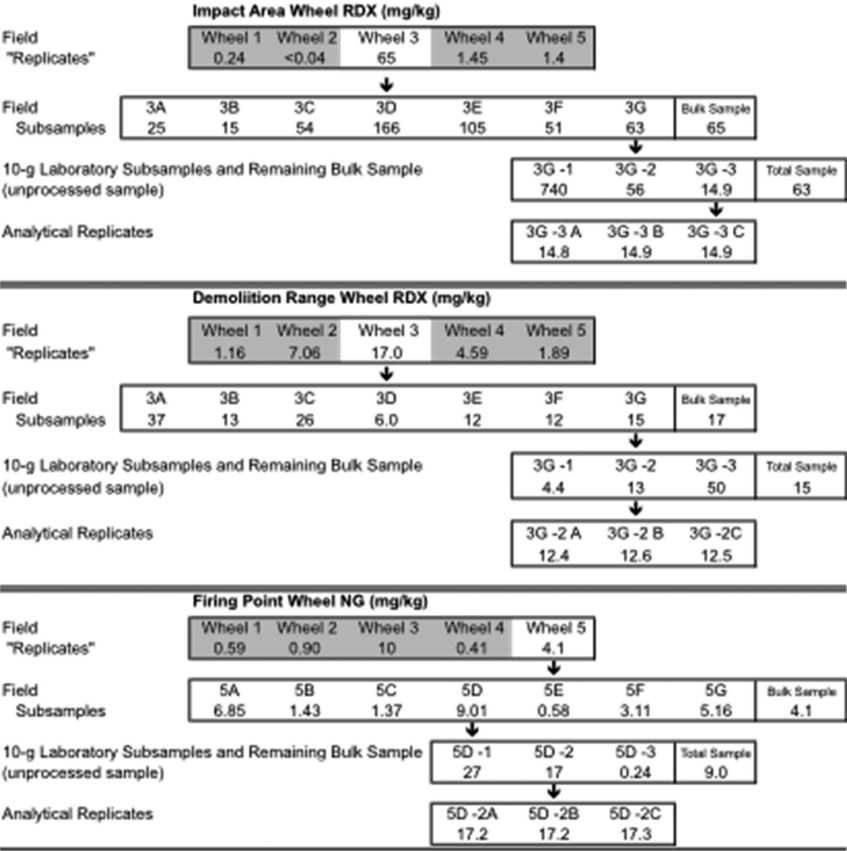 Impact Area Wheel RDX (mg/kg)
Field Wheel 1 Wheel 2 Wheel 3 Wheel 4 Wheel 5
"Replicates" 0.24 <0.04 65 1.45 1.4
Field 3A 3B 3C 3D 3E 3F 3G Bulk Sample
Subsamples 25 15 54 166 105 51 63 65
10-g Laboratory Subsamples and Remaining Bulk Sample 3G -1 3G -2 3G -3 Total Sample
(unprocessed sample) 740 56 14.9 63
Analytical Replicates 3G -3 A 3G -3 B 3G -3 C
14.8 14.9 14.9
Demoliition Range Wheel RDX (mg/kg)
Field Wheel 1 Wheel 2 Wheel 3 Wheel 4 Wheel 5
"Replicates" 1.16 7.06 17.0 4.59 1.89
Field 3A 3B 3C 3D 3E 3F 3G Bulk Sample
Subsamples 37 13 26 6.0 12 12 15 17
10-g Laboratory Subsamples and Remaining Bulk Sample 3G -1 3G -2 3G -3 Total Sample
(unprocessed sample) 4.4 13 50 15
Analytical Replicates 3G -2 A 3G -2 B 3G -2C
12.4 12.6 12.5
Firing Point Wheel NG (mg/kg)
Field Wheel 1 Wheel 2 Wheel 3 Wheel 4 Wheel 5
"Replicates" 0.59 0.90 10 0.41 4.1
Field 5A 5B 5C 5D 5E 5F 5G Bulk Sample
Subsamples 6.85 1.43 1.37 9.01 0.58 3.11 5.16 4.1
10-g Laboratory Subsamples and Remaining Bulk Sample 5D -1 5D -2 5D -3 Total Sample
(unprocessed sample) 27 17 0.24 9.0
Analytical Replicates 5D -2A 5D -2B 5D -2C
17.2 17.2 17.3